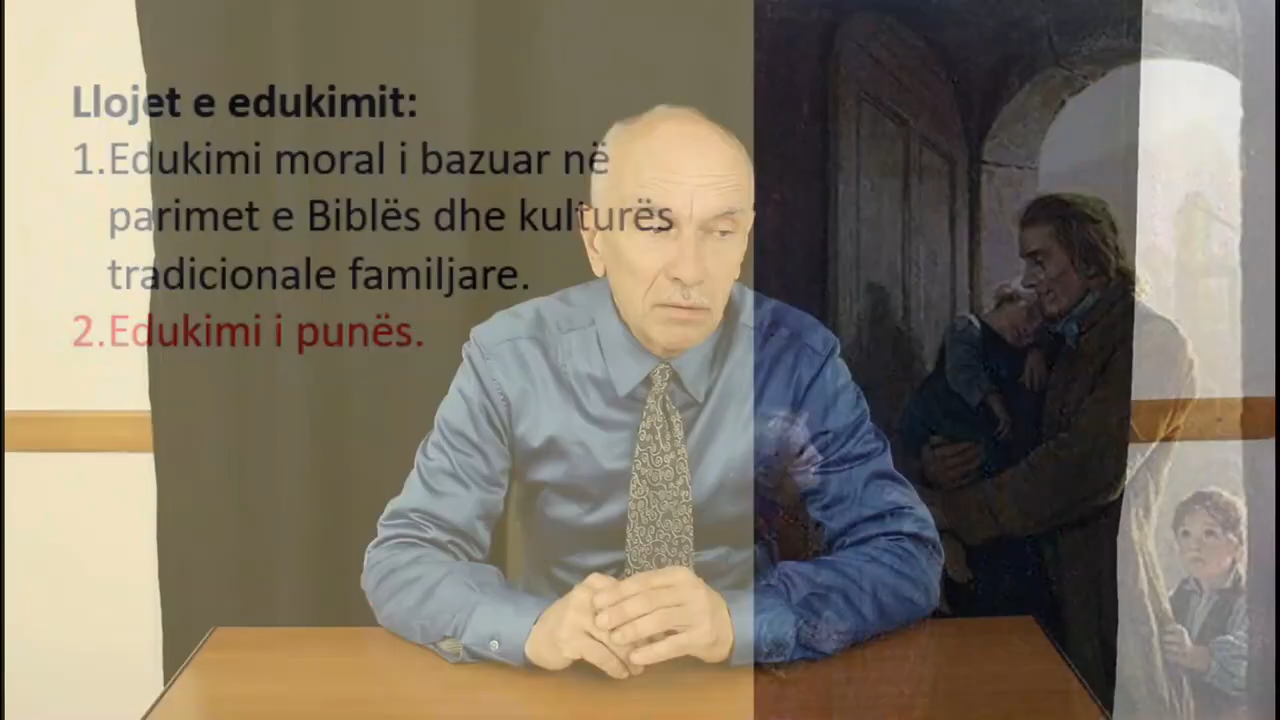 Llojet e edukimit:
1.Edukimi moral i bazuar në
parimet e Biblës dhe kulturës
tradicionale familjare.
2.Edukimi i punës.